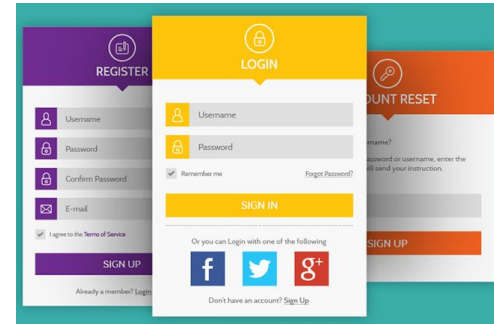 REGISTER
Username
Password
Confirm Password
E-mail
I agree to the Terms of Service
SIGN UP
Already a member? Login
LOGIN
Username
Password
Remember me
Forgot Password?
SIGN IN
Or you can Login with one of the following
f
g+
Don't have an account? Sign Up
OUNT RESET
name?
assword or username, enter the
ill send your instruction.
SIGN UP